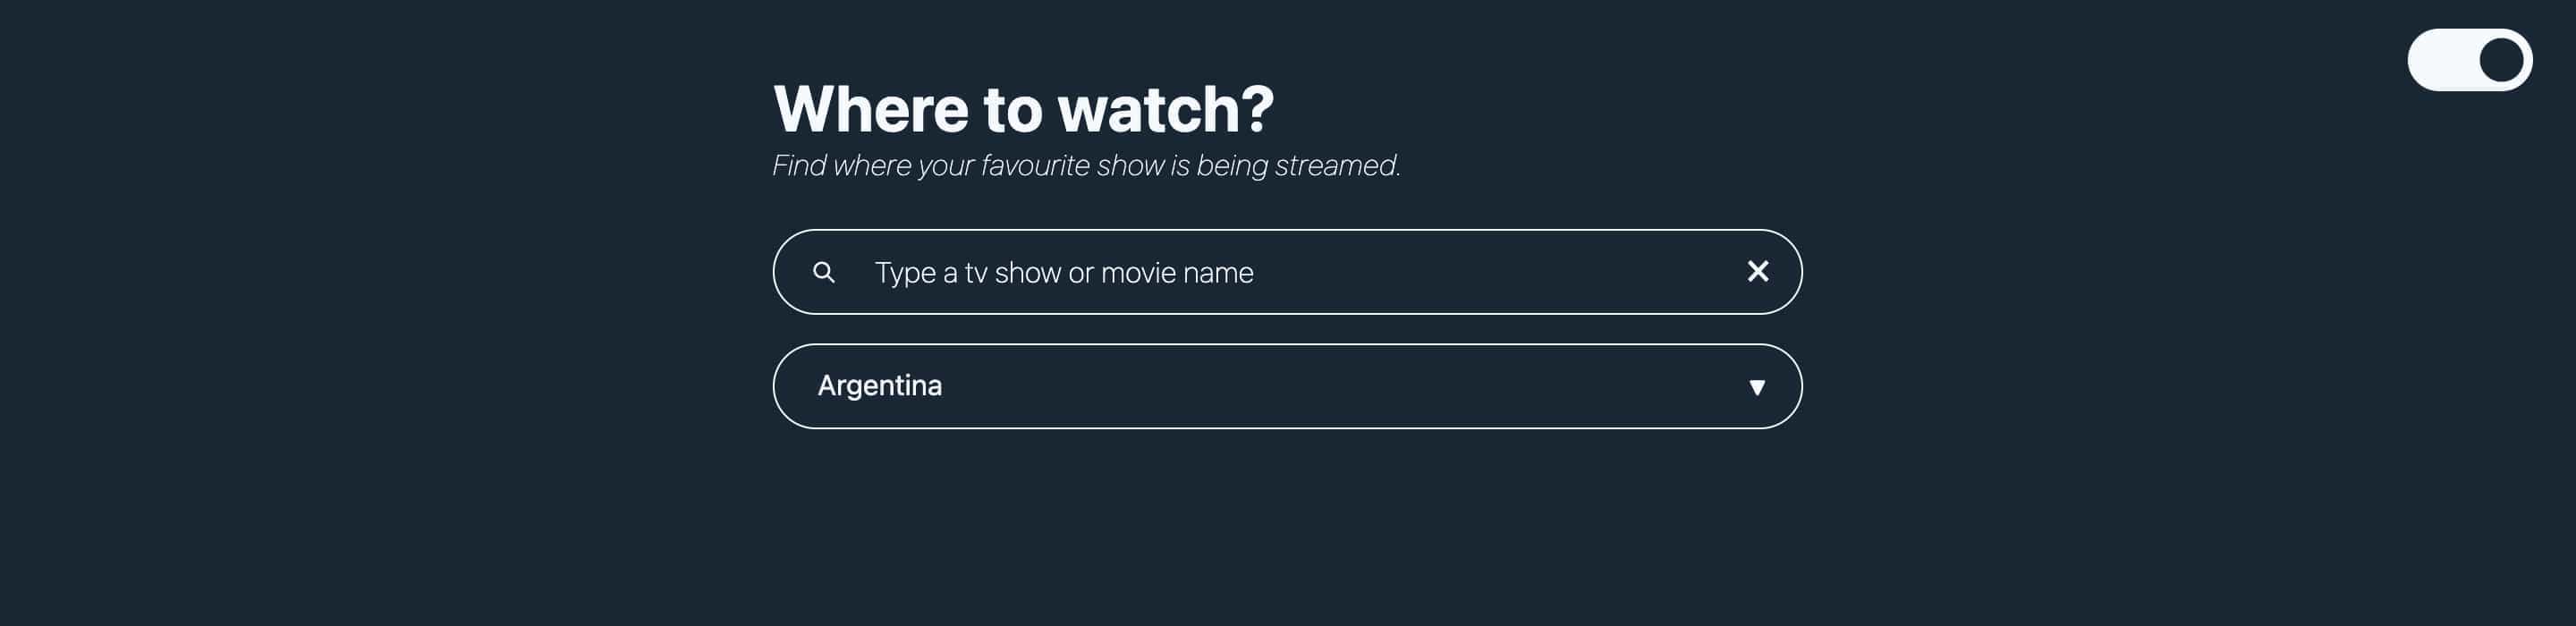 Where to watch?
Find where your favourite show is being streamed.
Type a tv show or movie name
Argentina